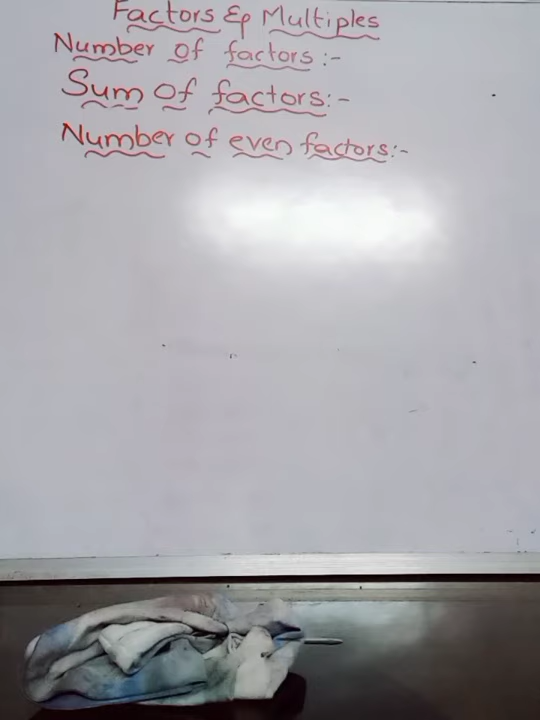 Factors & Multiples
Number of factors:-
Sum of factors:-
Number of even factors:-